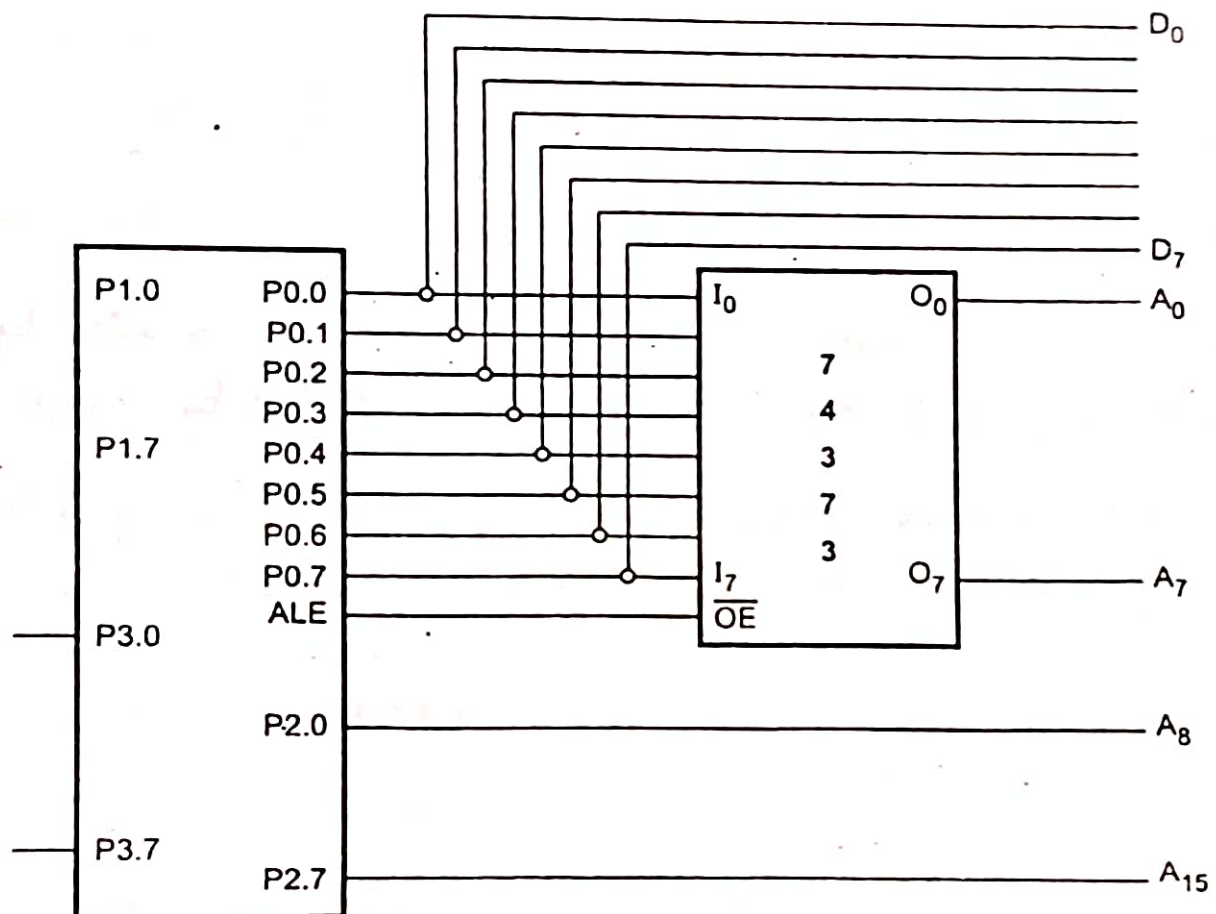 D₀
D₇
P1.0 P0.0 I₀ O₀ A₀
P0.1
P0.2 7
P0.3 4
P1.7 P0.4 3
P0.5 7
P0.6 3
P0.7 I₇ O₇ A₇
ALE O̅E̅
P3.0
P2.0 A₈
P3.7
P2.7 A₁₅